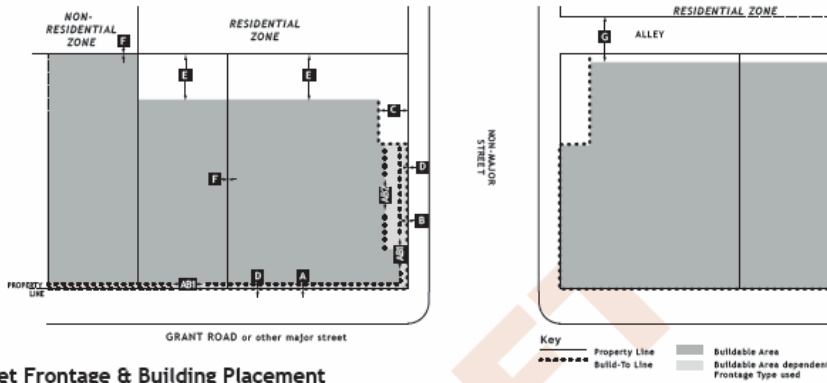 NON-
RESIDENTIAL
ZONE
RESIDENTIAL
ZONE
RESIDENTIAL ZONE
F
G
ALLEY
E
E
C
NON-MAJOR
STREET
D
F
AB2
B
AB1
D
A
AB1
PROPERTY
LINE
GRANT ROAD or other major street
Key
Property Line
Build-To Line
Buildable Area
Buildable Area dependent
Frontage Type used
et Frontage & Building Placement